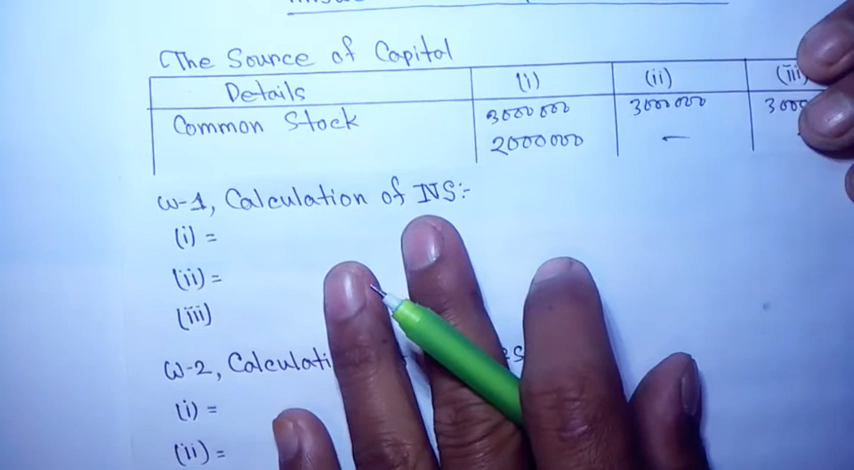 The Source of Capital
Details (i) (ii) (iii)
Common Stock 3000000 3000000
2000000 —
W-1, Calculation of NS:-
(i) =
(ii) =
(iii)
W-2,
(i) =
(ii) =